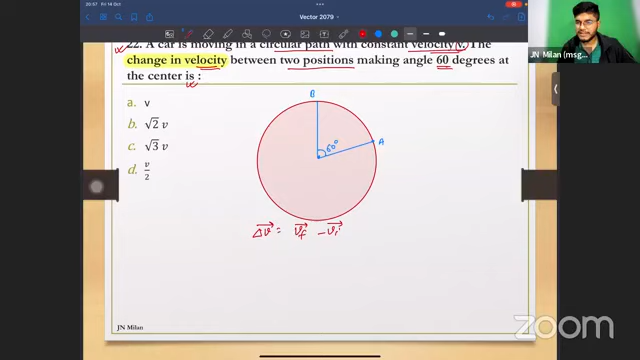 20:07 Fri 14 Oct
Vector 2079
22. A car is moving in a circular path with constant velocity(v). The
change in velocity between two positions making angle 60 degrees at
the center is :
a. v
b. √2 v
c. √3 v
d. v/2
B
60°
A
Δv⃗ = v⃗f - v⃗i
JN Milan
JN Milan (msg…
zoom